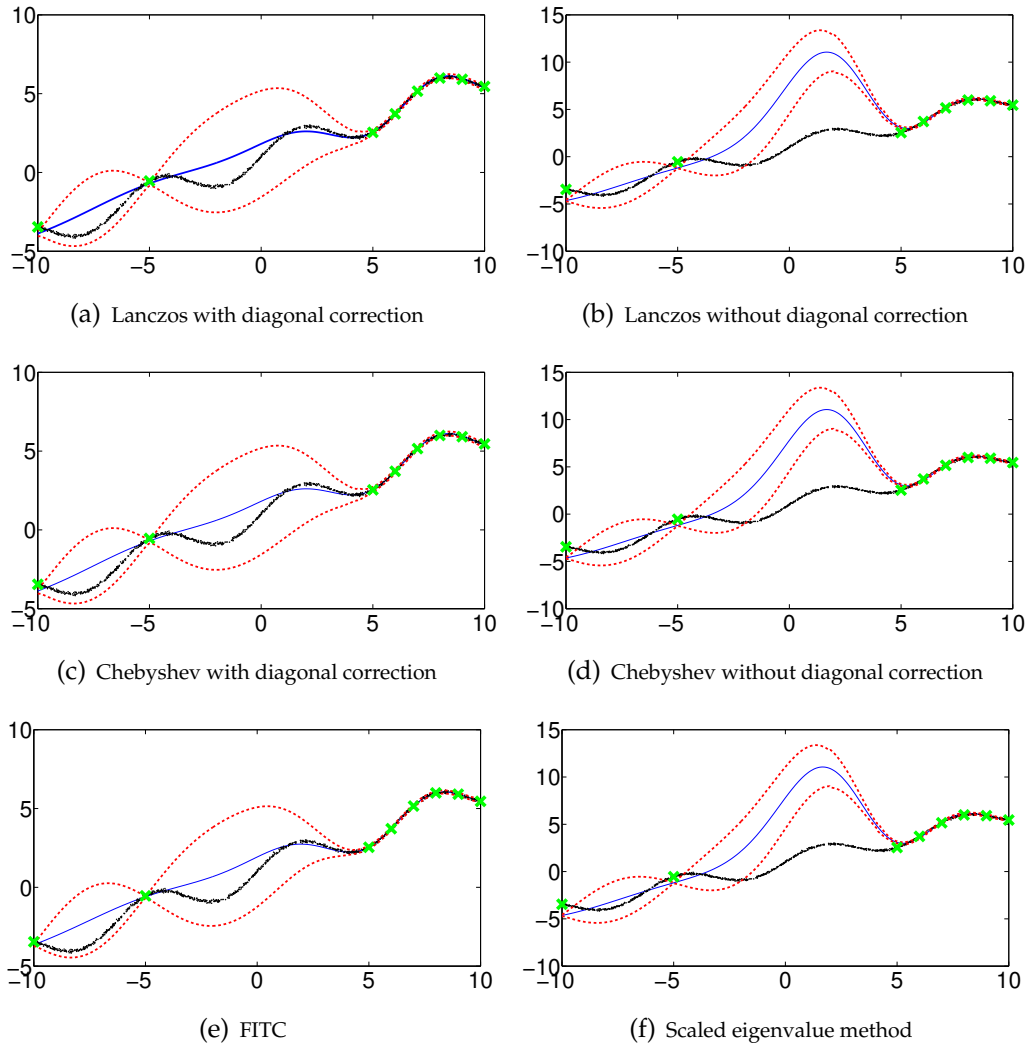 10
5
0
−5
−10 −5 0 5 10
(a) Lanczos with diagonal correction
15
10
5
0
−5
−10
−10 −5 0 5 10
(b) Lanczos without diagonal correction
10
5
0
−5
−10 −5 0 5 10
(c) Chebyshev with diagonal correction
15
10
5
0
−5
−10
−10 −5 0 5 10
(d) Chebyshev without diagonal correction
10
5
0
−5
−10 −5 0 5 10
(e) FITC
15
10
5
0
−5
−10
−10 −5 0 5 10
(f) Scaled eigenvalue method